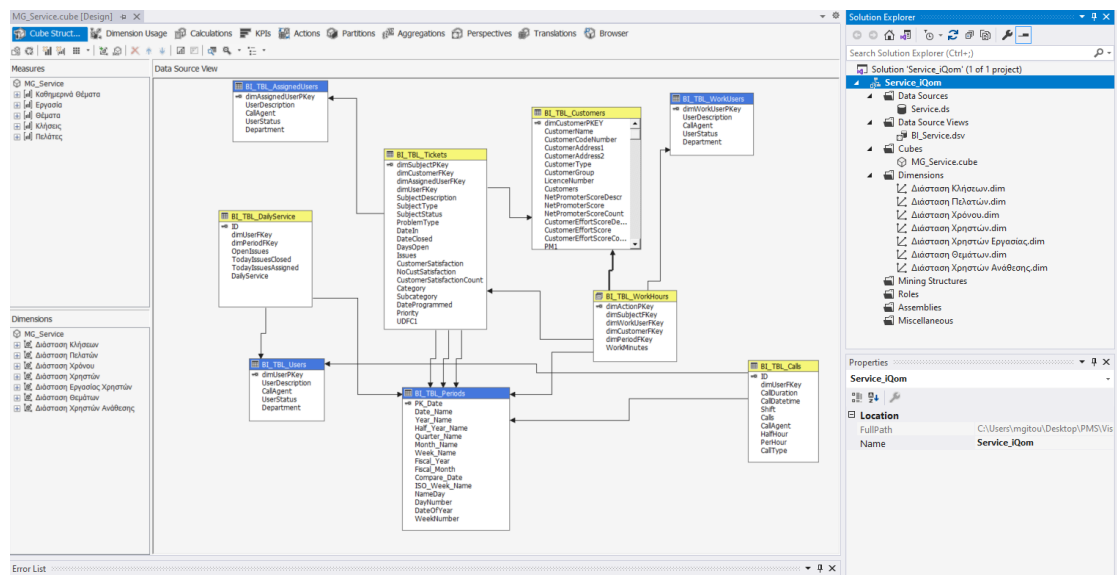 MG_Service.cube [Design]
Cube Struct...
Dimension Usage
Calculations
KPIs
Actions
Partitions
Aggregations
Perspectives
Translations
Browser
Measures
MG_Service
Καθημερινά Θέματα
Εργασία
Θέματα
Κλήσεις
Πελάτες
Dimensions
MG_Service
Διάσταση Κλήσεων
Διάσταση Πελατών
Διάσταση Χρόνου
Διάσταση Χρηστών
Διάσταση Εργασίας Χρηστών
Διάσταση Θεμάτων
Διάσταση Χρηστών Ανάθεσης
Data Source View
BI_TBL_AssignedUsers
dimAssignedUserPKey
UserDescription
CallAgent
UserStatus
Department
BI_TBL_Tickets
dimSubjectPKey
dimCustomerFKey
dimAssignedUserFKey
dimUserFKey
SubjectDescription
SubjectType
SubjectStatus
ProblemType
DateIn
DateClosed
DaysOpen
Issues
CustomerSatisfaction
NoCustSatisfaction
CustomerSatisfactionCount
Category
Subcategory
DateProgrammed
Priority
UDFC1
BI_TBL_Customers
dimCustomerPKEY
CustomerName
CustomerCodeNumber
CustomerAddress1
CustomerAddress2
CustomerType
CustomerGroup
LicenceNumber
Customers
NetPromoterScoreDescr
NetPromoterScore
NetPromoterScoreCount
CustomerEffortScoreDe...
CustomerEffortScore
CustomerEffortScoreCo...
PM1
BI_TBL_WorkUsers
dimWorkUserPKey
UserDescription
CallAgent
UserStatus
Department
BI_TBL_DailyService
ID
dimUserFKey
dimPeriodFKey
OpenIssues
TodayIssuesClosed
TodayIssuesAssigned
DailyService
BI_TBL_WorkHours
dimActionPKey
dimSubjectFKey
dimWorkUserFKey
dimCustomerFKey
dimPeriodFKey
WorkMinutes
BI_TBL_Users
dimUserPKey
UserDescription
CallAgent
UserStatus
Department
BI_TBL_Periods
PK_Date
Date_Name
Year_Name
Half_Year_Name
Quarter_Name
Month_Name
Week_Name
Fiscal_Year
Fiscal_Month
Compare_Date
ISO_Week_Name
NameDay
DayNumber
DateOfYear
WeekNumber
BI_TBL_Calls
ID
dimUserFKey
CallDuration
CallDatetime
Shift
Calls
CallAgent
HalfHour
PerHour
CallType
Error List
Solution Explorer
Search Solution Explorer (Ctrl+;)
Solution 'Service_iQom' (1 of 1 project)
Service_iQom
Data Sources
Service.ds
Data Source Views
BI_Service.dsv
Cubes
MG_Service.cube
Dimensions
Διάσταση Κλήσεων.dim
Διάσταση Πελατών.dim
Διάσταση Χρόνου.dim
Διάσταση Χρηστών Εργασίας.dim
Διάσταση Θεμάτων.dim
Διάσταση Χρηστών Ανάθεσης.dim
Mining Structures
Roles
Assemblies
Miscellaneous
Properties
Service_iQom
Location
FullPath C:\Users\mgitou\Desktop\PMS\Vis
Name Service_iQom